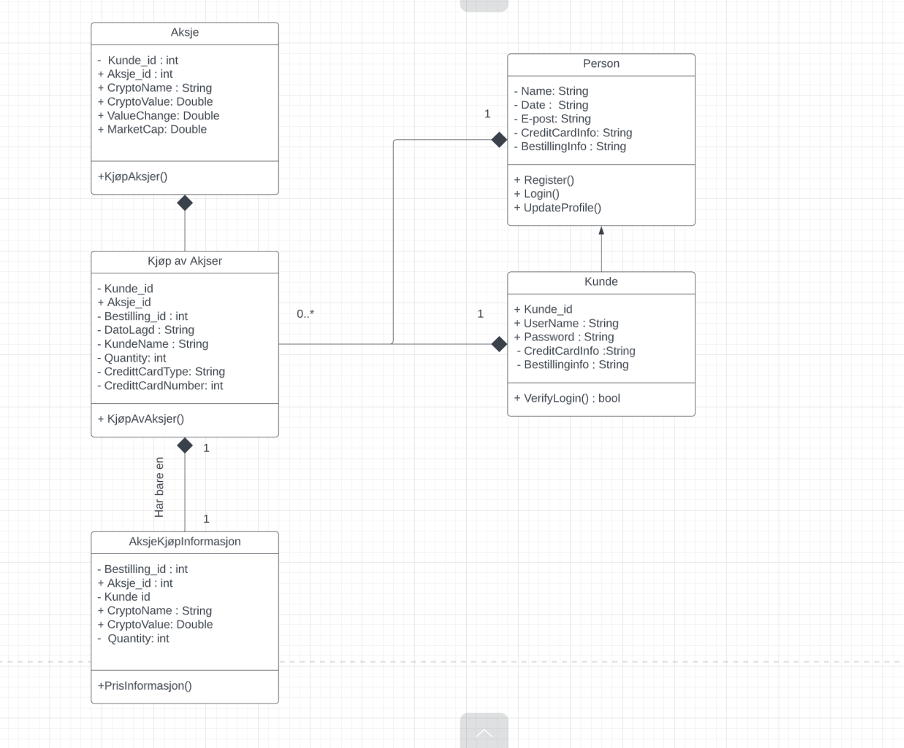 Aksje
- Kunde_id : int
+ Aksje_id : int
+ CryptoName : String
+ CryptoValue: Double
+ ValueChange: Double
+ MarketCap: Double
+KjøpAksjer()
Person
- Name: String
- Date : String
- E-post: String
- CreditCardInfo: String
- BestillingInfo : String
+ Register()
+ Login()
+ UpdateProfile()
1
Kjøp av Akjser
- Kunde_id
+ Aksje_id
- Bestilling_id : int
- DatoLagd : String
- KundeName : String
- Quantity: int
- CredittCardType: String
- CredittCardNumber: int
+ KjøpAvAksjer()
0..*
1
Kunde
+ Kunde_id
+ UserName : String
+ Password : String
- CreditCardInfo :String
- Bestillinginfo : String
+ VerifyLogin() : bool
1
Har bare en
1
AksjeKjøpInformasjon
- Bestilling_id : int
+ Aksje_id : int
- Kunde id
+ CryptoName : String
+ CryptoValue: Double
- Quantity: int
+PrisInformasjon()